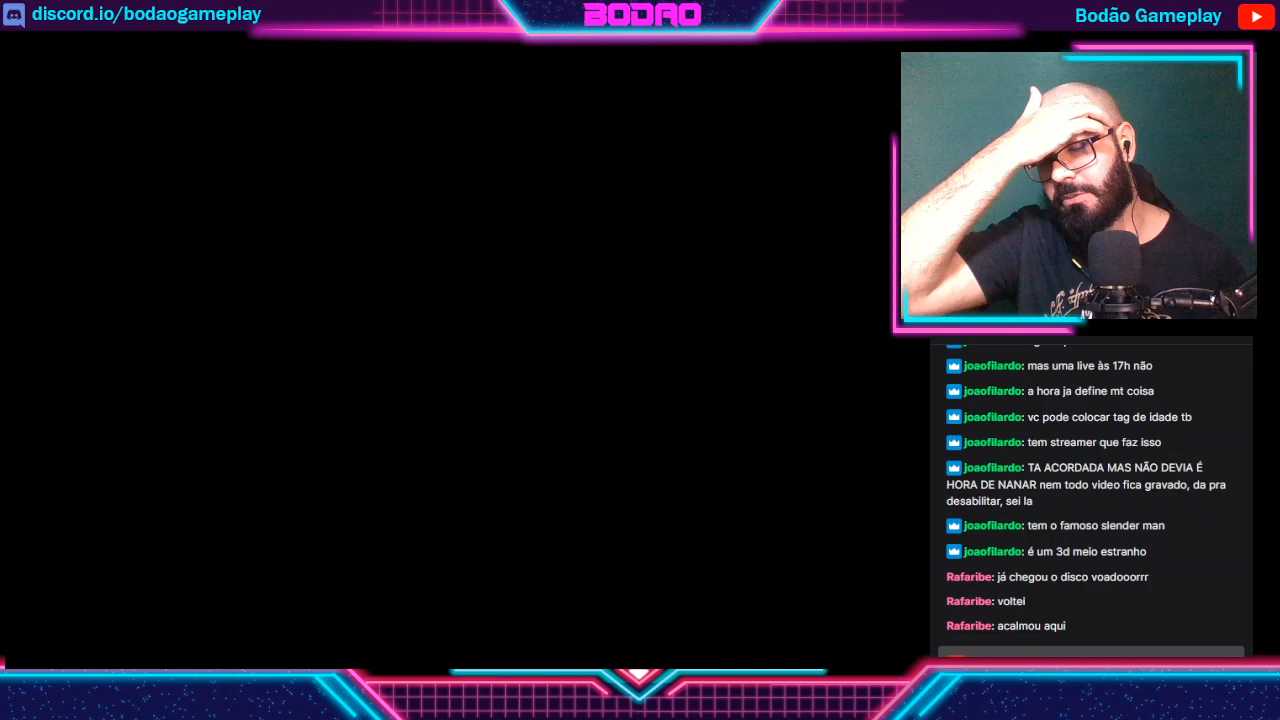 discord.io/bodaogameplay
BODAO
Bodão Gameplay
joaofilardo: mas uma live às 17h não
joaofilardo: a hora ja define mt coisa
joaofilardo: vc pode colocar tag de idade tb
joaofilardo: tem streamer que faz isso
joaofilardo: TA ACORDADA MAS NÃO DEVIA É
HORA DE NANAR nem todo video fica gravado, da pra
desabilitar, sei la
joaofilardo: tem o famoso slender man
joaofilardo: é um 3d meio estranho
Rafaribe: já chegou o disco voadooorrr
Rafaribe: voltei
Rafaribe: acalmou aqui